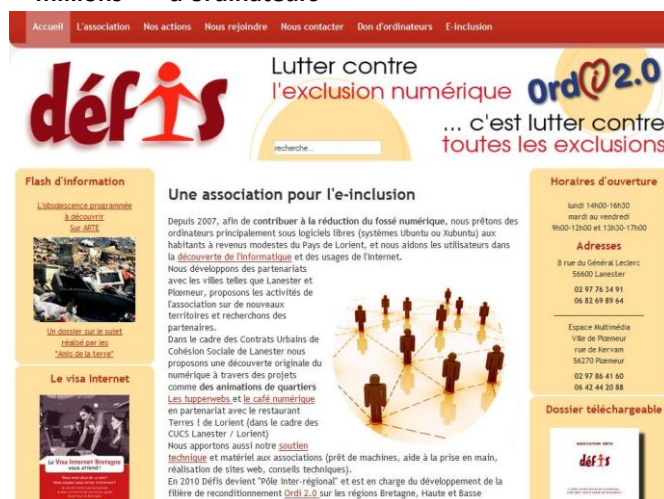 d'ordinateurs
Accueil L'association Nos actions Nous rejoindre Nous contacter Don d'ordinateurs E-inclusion
défis
Lutter contre
l'exclusion numérique
Ordi 2.0
... c'est lutter contre
toutes les exclusions
recherche...
Flash d'information
L'obsolescence programmée
à découvrir
Sur ARTE
Un dossier sur le sujet
réalisé par les
"Amis de la terre"
Le visa Internet
Le Visa Internet Bretagne
vous attend !
Une association pour l'e-inclusion
Depuis 2007, afin de contribuer à la réduction du fossé numérique, nous prêtons des
ordinateurs principalement sous logiciels libres (systèmes Ubuntu ou Xubuntu) aux
habitants à revenus modestes du Pays de Lorient, et nous aidons les utilisateurs dans
la découverte de l'informatique et des usages de l'Internet.
Nous développons des partenariats
avec les villes telles que Lanester et
Ploemeur, proposons les activités de
l'association sur de nouveaux
territoires et recherchons des
partenaires.
Dans le cadre des Contrats Urbains de
Cohésion Sociale de Lanester nous
proposons une découverte originale du
numérique à travers des projets
comme des animations de quartiers
Les tupperwebs et le café numérique
en partenariat avec le restaurant
Terres ! de Lorient (dans le cadre des
CUCS Lanester / Lorient)
Nous apportons aussi notre soutien
technique et matériel aux associations (prêt de machines, aide à la prise en main,
réalisation de sites web, conseils techniques).
En 2010 Défis devient "Pôle Inter-régional" et est en charge du développement de la
filière de reconditionnement Ordi 2.0 sur les régions Bretagne, Haute et Basse
Horaires d'ouverture
lundi 14h00-16h30
mardi au vendredi
9h00-12h00 et 13h30-17h00
Adresses
8 rue du Général Leclerc
56600 Lanester
02 97 76 34 91
06 82 69 89 64
Espace Multimédia
Ville de Ploemeur
rue de Kervam
56270 Ploemeur
02 97 86 41 60
06 42 44 20 88
Dossier téléchargeable
défis